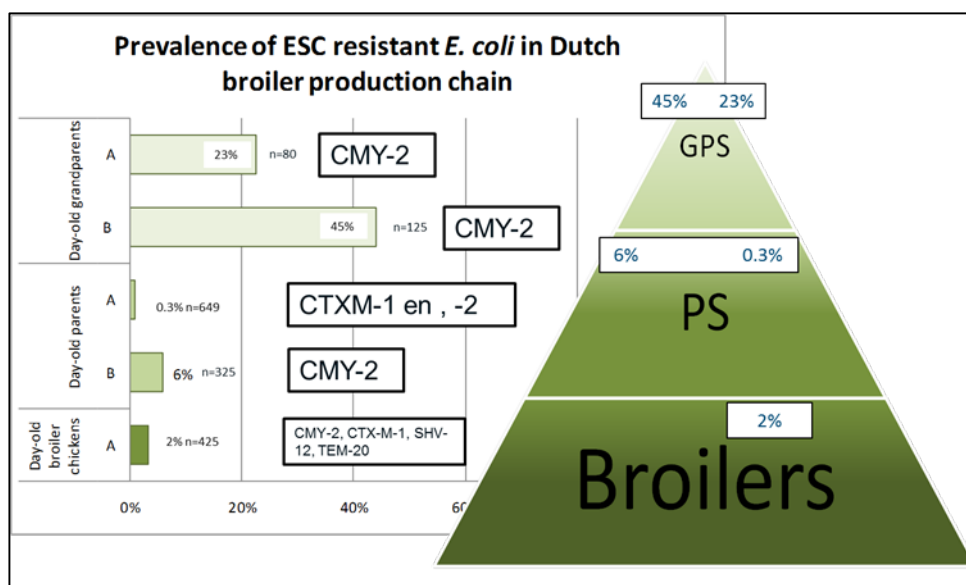 Prevalence of ESC resistant E. coli in Dutch
broiler production chain
Day-old grandparents
A
23%
n=80
CMY-2
B
45%
n=125
CMY-2
Day-old parents
A
0.3% n=649
CTXM-1 en , -2
B
6%
n=325
CMY-2
Day-old
broiler
chickens
A
2% n=425
CMY-2, CTX-M-1, SHV-
12, TEM-20
0%
20%
40%
60%
45% 23%
GPS
6% 0.3%
PS
2%
Broilers